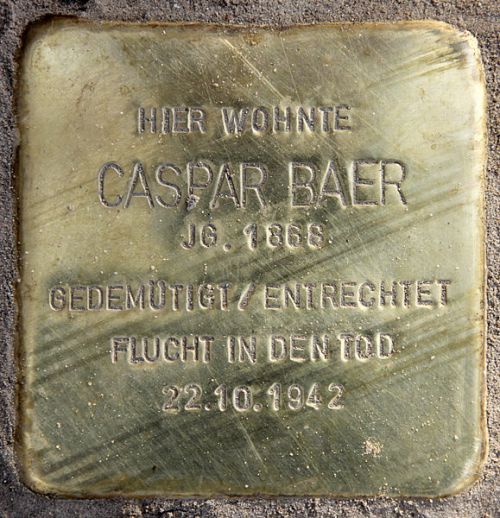 HIER WOHNTE
CASPAR BAER
JG. 1868
GEDEMÜTIGT / ENTRECHTET
FLUCHT IN DEN TOD
22.10.1942